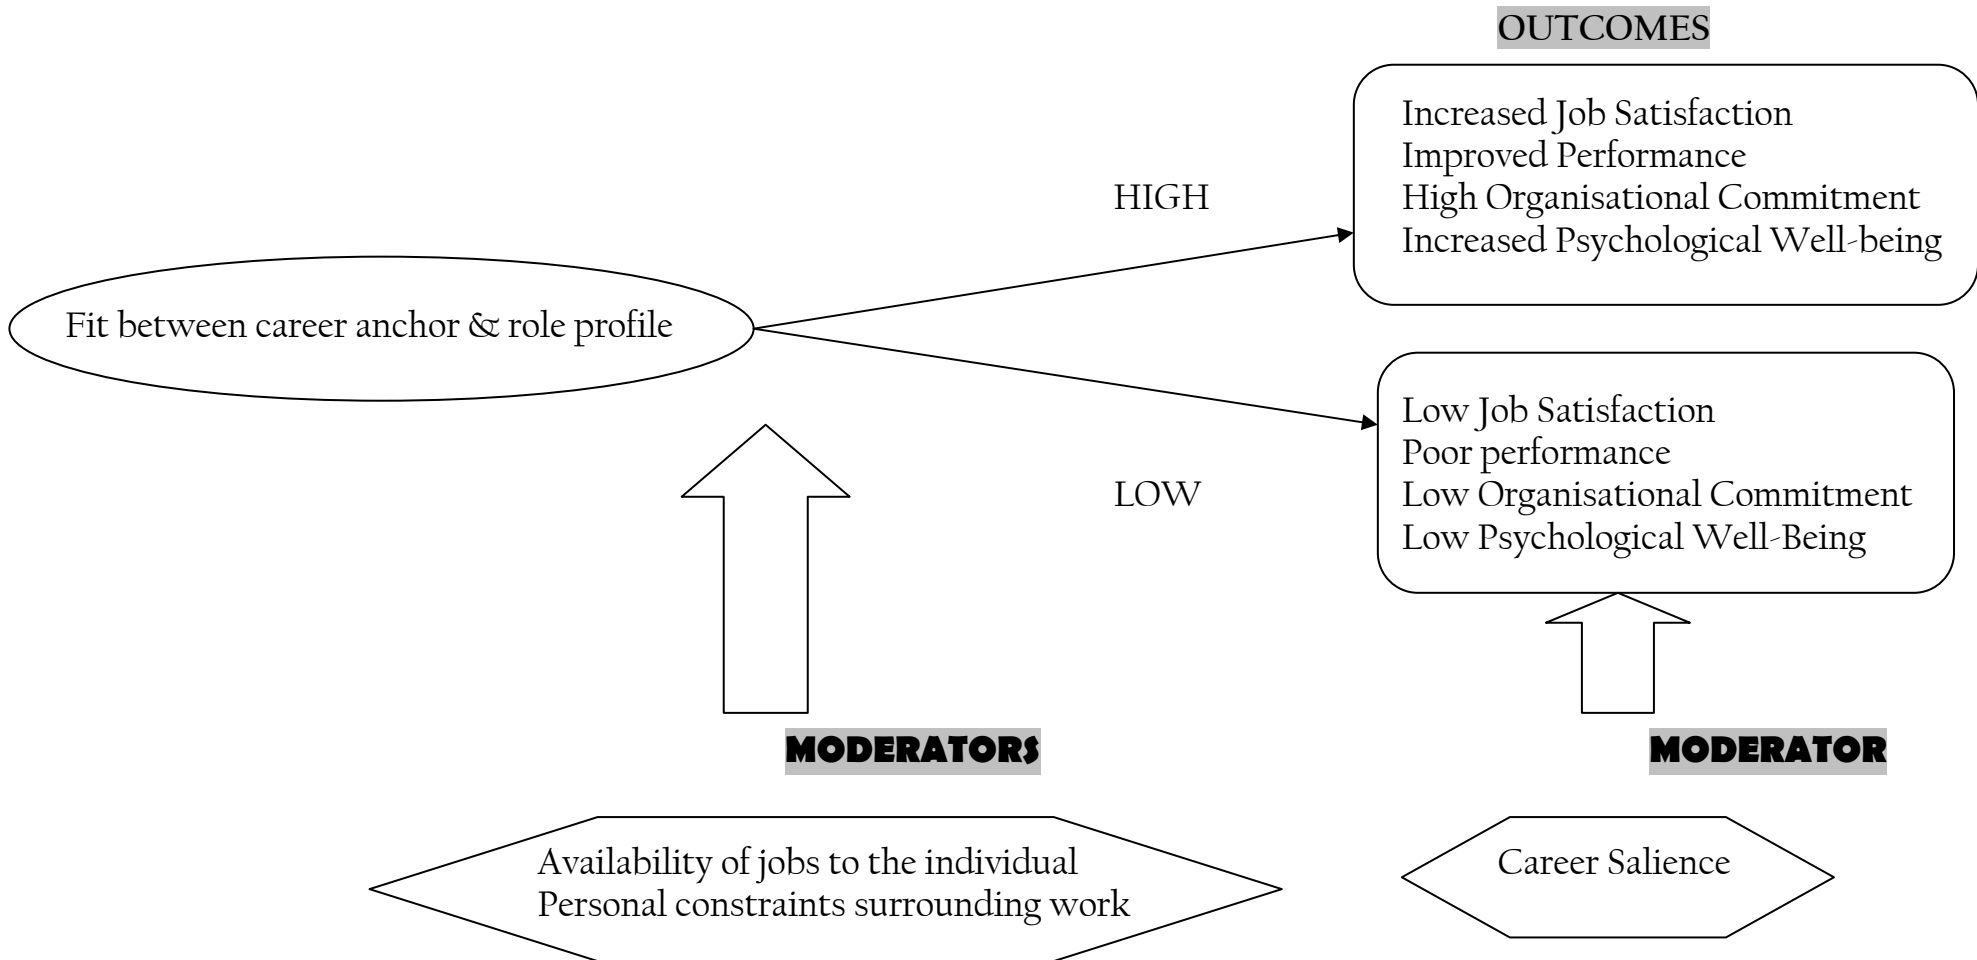 OUTCOMES
Increased Job Satisfaction
Improved Performance
High Organisational Commitment
Increased Psychological Well-being
HIGH
Fit between career anchor & role profile
LOW
Low Job Satisfaction
Poor performance
Low Organisational Commitment
Low Psychological Well-Being
MODERATORS
MODERATOR
Availability of jobs to the individual
Personal constraints surrounding work
Career Salience